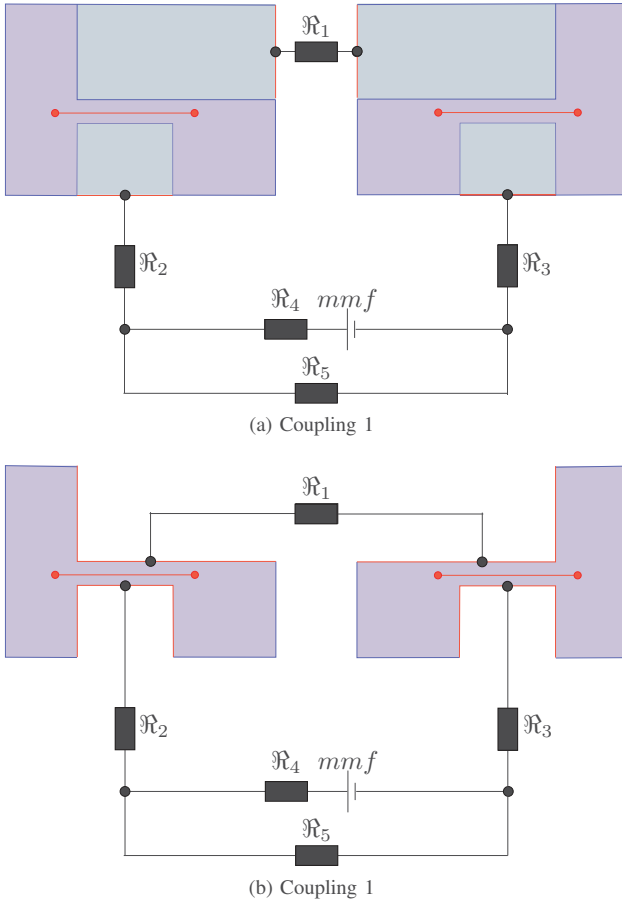 ℜ₁
ℜ₂
ℜ₃
ℜ₄ mmf
ℜ₅
(a) Coupling 1
ℜ₁
ℜ₂
ℜ₃
ℜ₄ mmf
ℜ₅
(b) Coupling 1